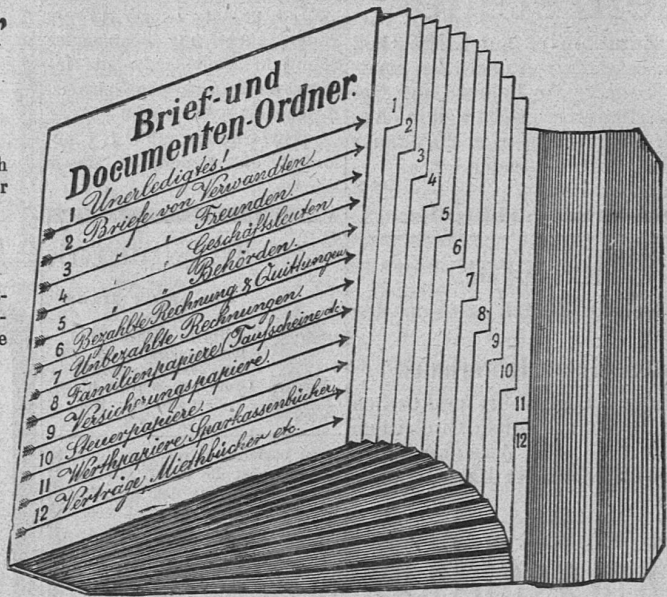 Brief-und
Documenten-Ordner.
1 Unerledigtes!
2 Briefe von Verwandten.
3 " " Freunden.
4 " " Geschäftsleuten
5 " " Behörden.
6 Bezahlte Rechnung & Quittungen
7 Unbezahlte Rechnungen.
8 Familienpapiere (Taufscheine etc.
9 Versicherungspapiere.
10 Steuerpapiere.
11 Werthpapiere, Sparkassenbücher,
12 Verträge, Miethbücher etc.
1
2
3
4
5
6
7
8
9
10
11
12